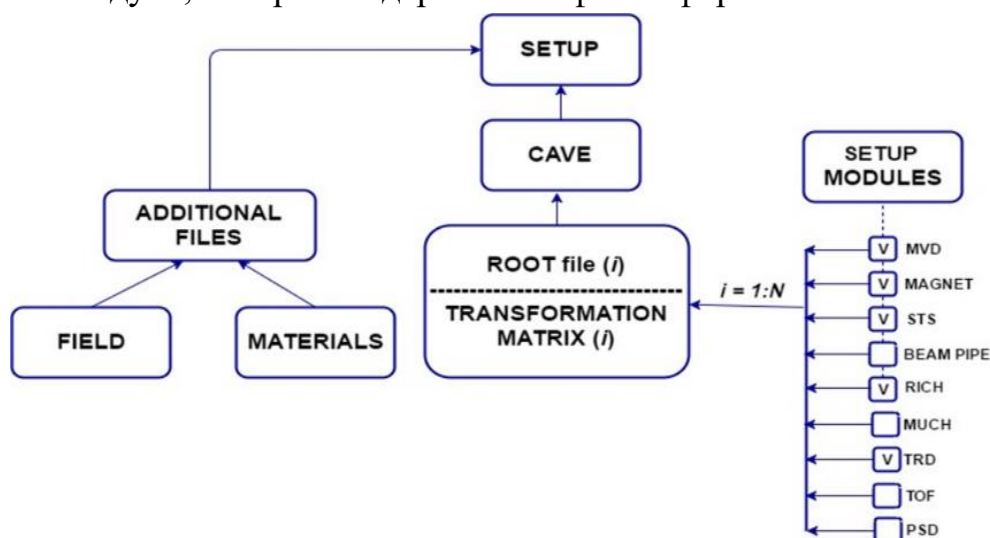 SETUP
CAVE
SETUP
MODULES
ADDITIONAL
FILES
ROOT file (i)
TRANSFORMATION
MATRIX (i)
i = 1:N
FIELD
MATERIALS
V MVD
V MAGNET
V STS
BEAM PIPE
V RICH
MUCH
V TRD
TOF
PSD